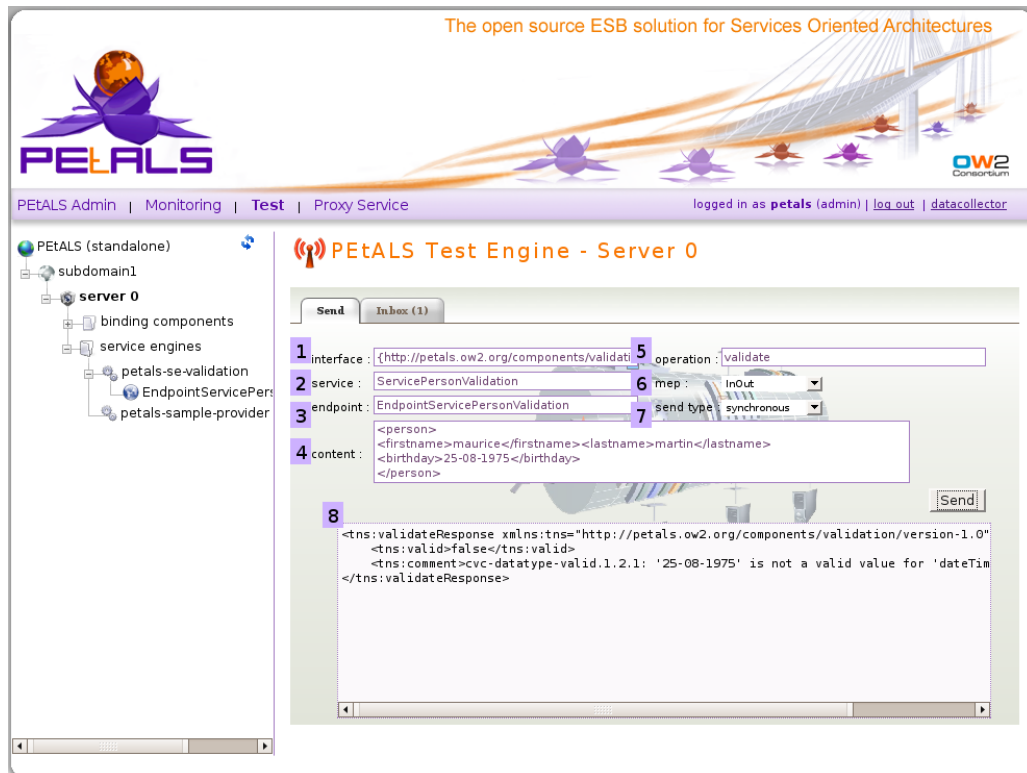 The open source ESB solution for Services Oriented Architectures
PEtALS
OW2
Consortium
PEtALS Admin | Monitoring | Test | Proxy Service
logged in as petals (admin) | log out | datacollector
PEtALS (standalone)
subdomain1
server 0
binding components
service engines
petals-se-validation
EndpointServicePers
petals-sample-provider
PEtALS Test Engine - Server 0
Send
Inbox (1)
1 interface : {http://petals.ow2.org/components/validati
5 operation : validate
2 service : ServicePersonValidation
6 mep : InOut
3 endpoint : EndpointServicePersonValidation
7 send type : synchronous
4 content :
<person>
<firstname>maurice</firstname><lastname>martin</lastname>
<birthday>25-08-1975</birthday>
</person>
Send
8
<tns:validateResponse xmlns:tns="http://petals.ow2.org/components/validation/version-1.0"
<tns:valid>false</tns:valid>
<tns:comment>cvc-datatype-valid.1.2.1: '25-08-1975' is not a valid value for 'dateTim
</tns:validateResponse>